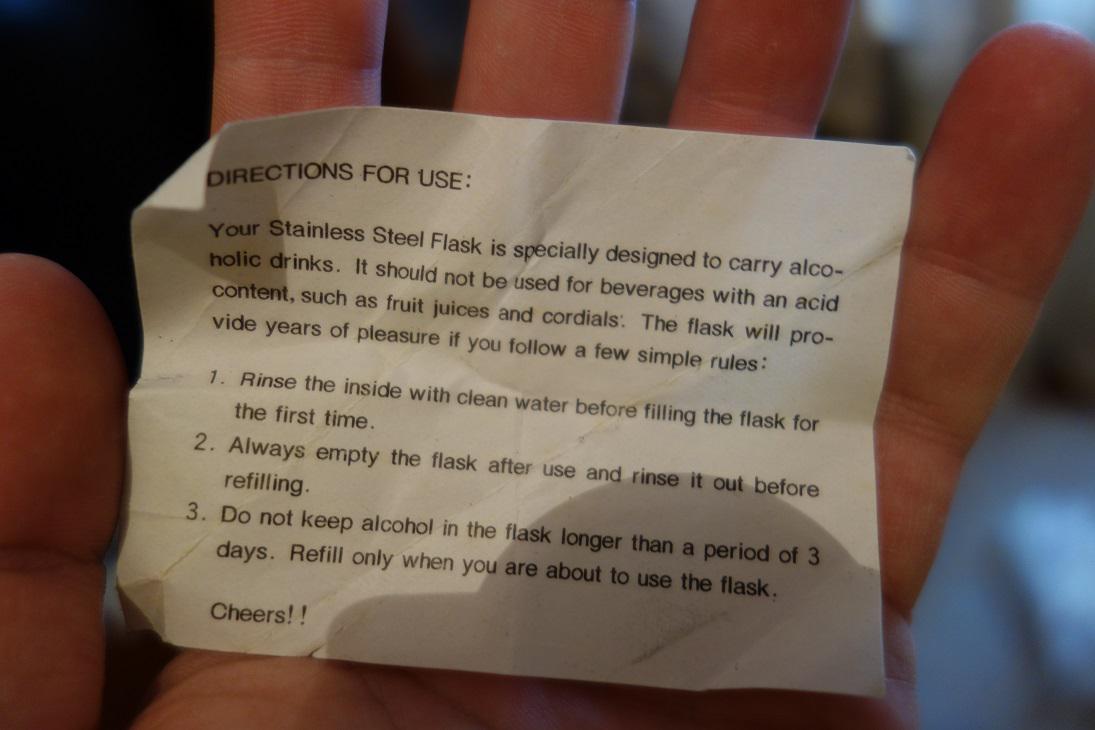 DIRECTIONS FOR USE:
Your Stainless Steel Flask is specially designed to carry alco-
holic drinks. It should not be used for beverages with an acid
content, such as fruit juices and cordials. The flask will pro-
vide years of pleasure if you follow a few simple rules:
1. Rinse the inside with clean water before filling the flask for
the first time.
2. Always empty the flask after use and rinse it out before
refilling.
3. Do not keep alcohol in the flask longer than a period of 3
days. Refill only when you are about to use the flask.
Cheers!!